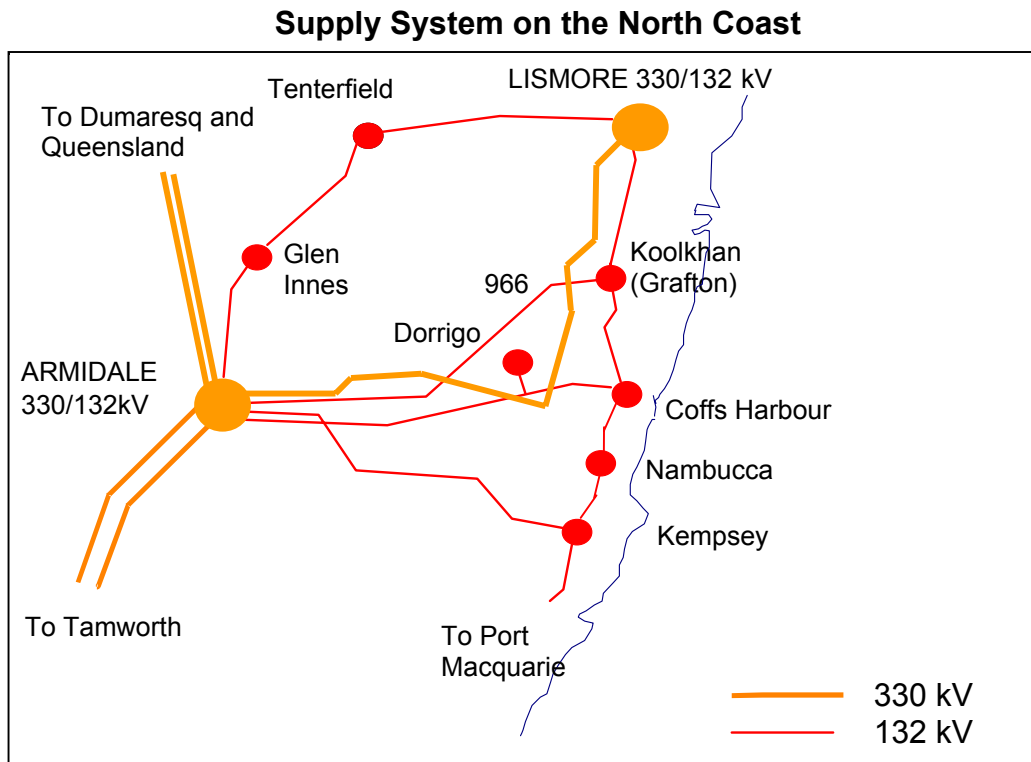 Supply System on the North Coast
LISMORE 330/132 kV
Tenterfield
To Dumaresq and
Queensland
Glen
Innes
Koolkhan
(Grafton)
966
Dorrigo
ARMIDALE
330/132kV
Coffs Harbour
Nambucca
Kempsey
To Tamworth
To Port
Macquarie
330 kV
132 kV